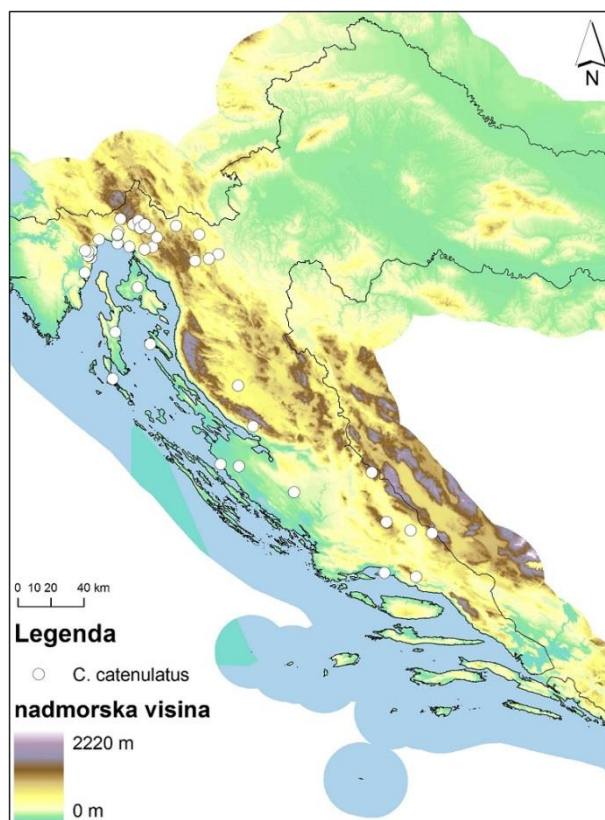 N
0 10 20 40 km
Legenda
C. catenulatus
nadmorska visina
2220 m
0 m